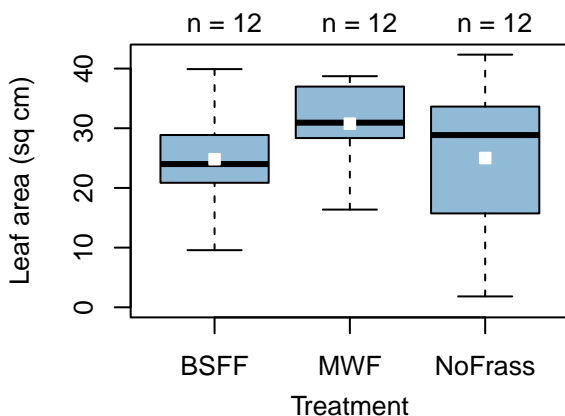 n = 12 n = 12 n = 12
40
30
20
10
0
Leaf area (sq cm)
BSFF MWF NoFrass
Treatment